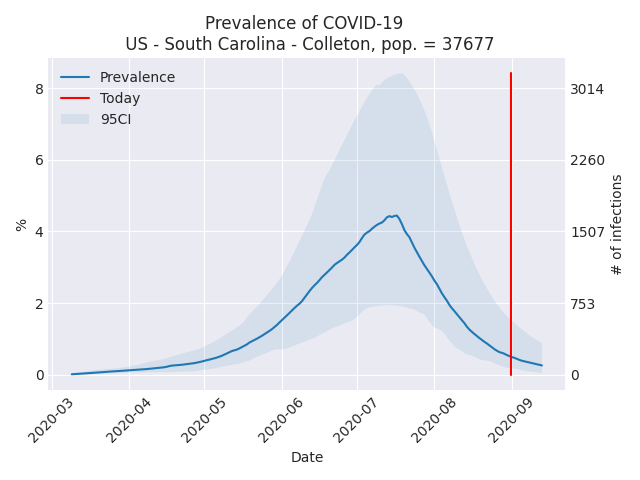 Prevalence of COVID-19
US - South Carolina - Colleton, pop. = 37677
Prevalence
Today
95CI
8
6
4
2
0
%
3014
2260
1507
753
0
# of infections
2020-03
2020-04
2020-05
2020-06
2020-07
2020-08
2020-09
Date